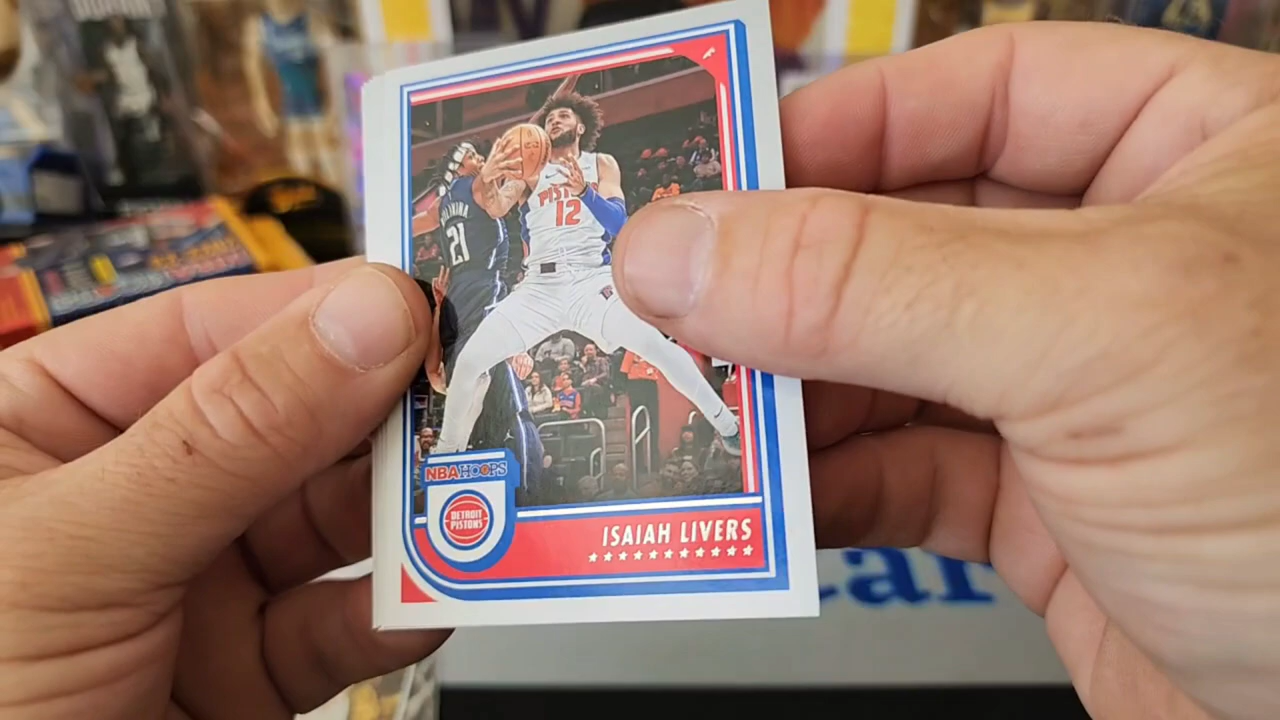 PISTONS
12
21
NBA HOOPS
DETROIT
PISTONS
ISAIAH LIVERS